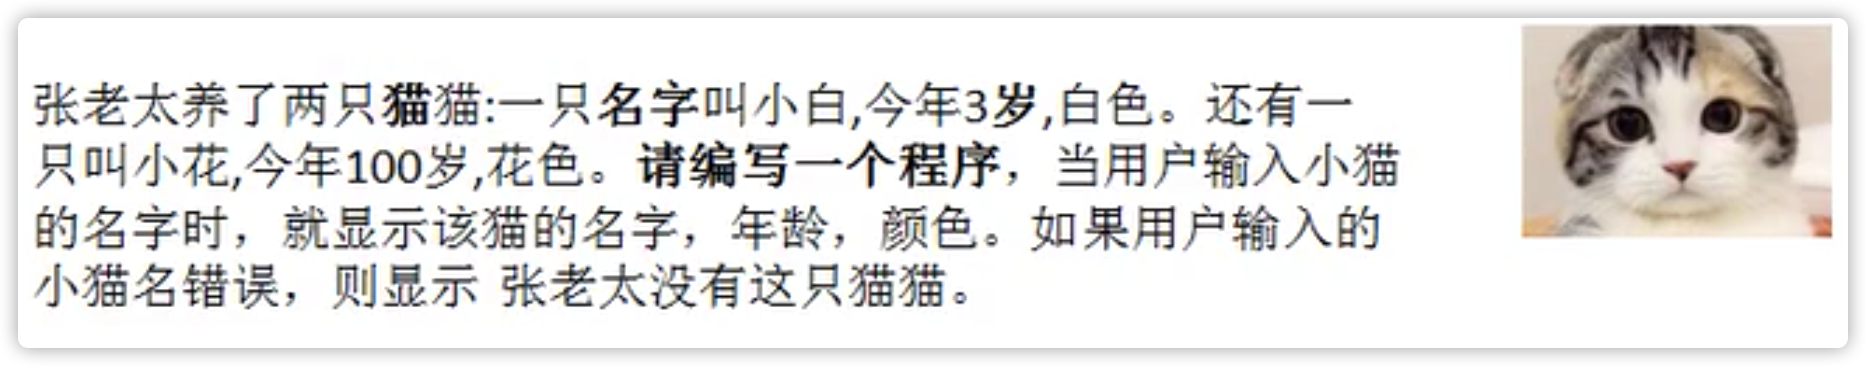 张老太养了两只猫猫:一只名字叫小白,今年3岁,白色。还有一
只叫小花,今年100岁,花色。请编写一个程序，当用户输入小猫
的名字时，就显示该猫的名字，年龄，颜色。如果用户输入的
小猫名错误，则显示 张老太没有这只猫猫。